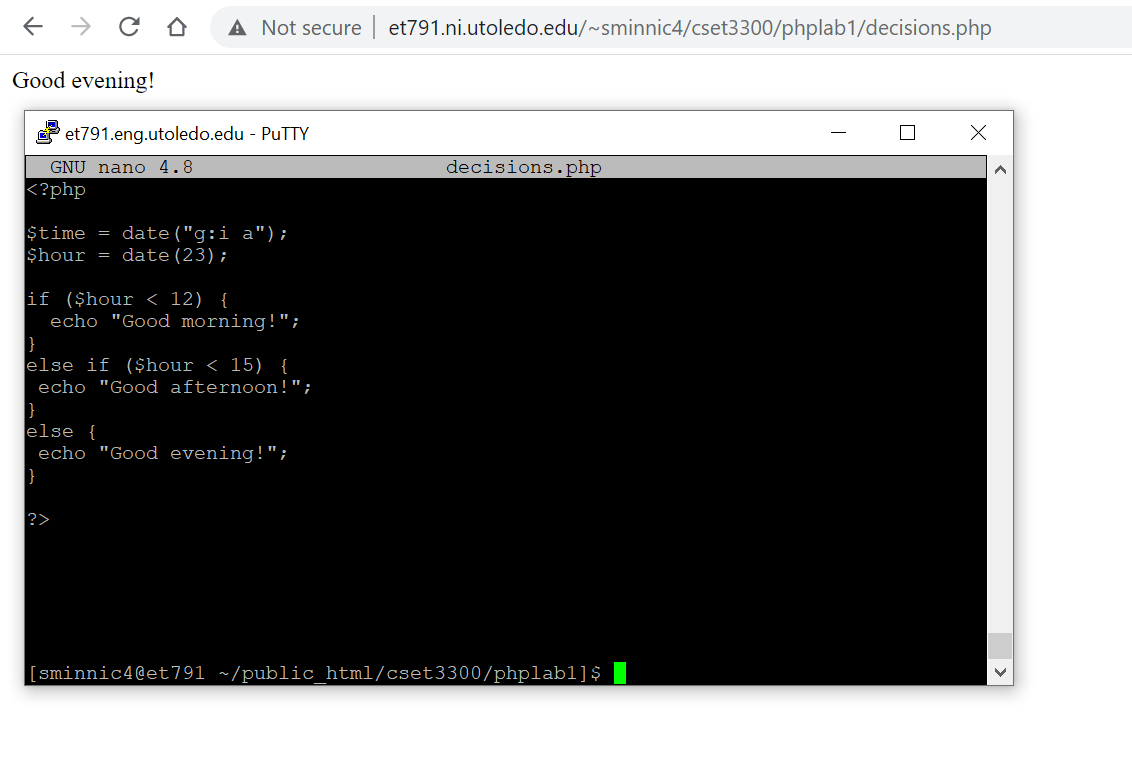 Not secure | et791.ni.utoledo.edu/~sminnic4/cset3300/phplab1/decisions.php
Good evening!
et791.eng.utoledo.edu - PuTTY
GNU nano 4.8 decisions.php
<?php
$time = date("g:i a");
$hour = date(23);
if ($hour < 12) {
echo "Good morning!";
}
else if ($hour < 15) {
echo "Good afternoon!";
}
else {
echo "Good evening!";
}
?>
[sminnic4@et791 ~/public_html/cset3300/phplab1]$